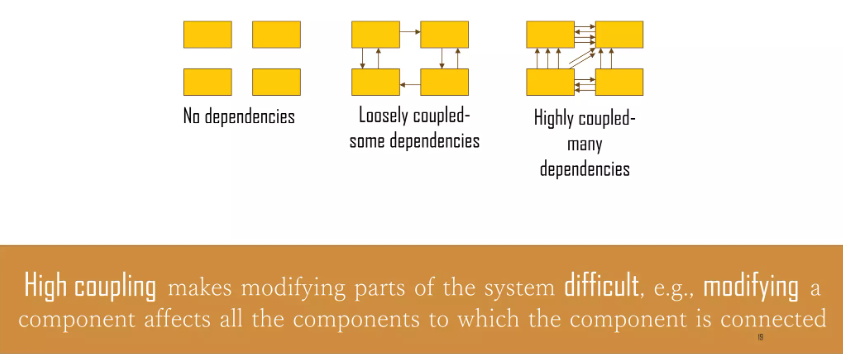 No dependencies
Loosely coupled-
some dependencies
Highly coupled-
many
dependencies
High coupling makes modifying parts of the system difficult, e.g., modifying a
component affects all the components to which the component is connected